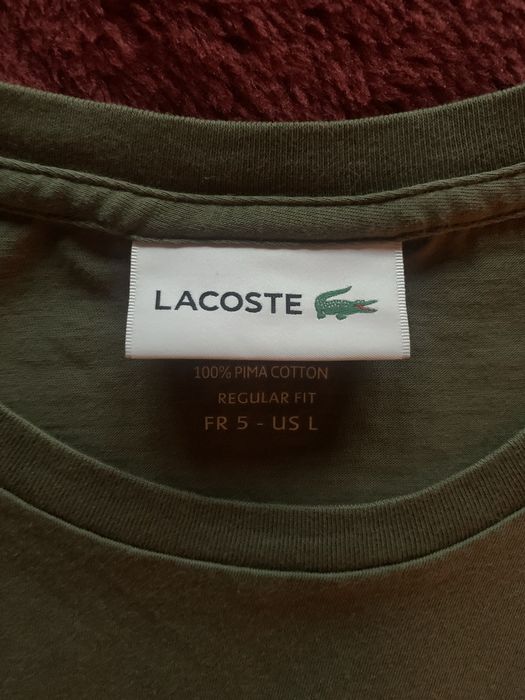 LACOSTE
100% PIMA COTTON
REGULAR FIT
FR 5 - US L